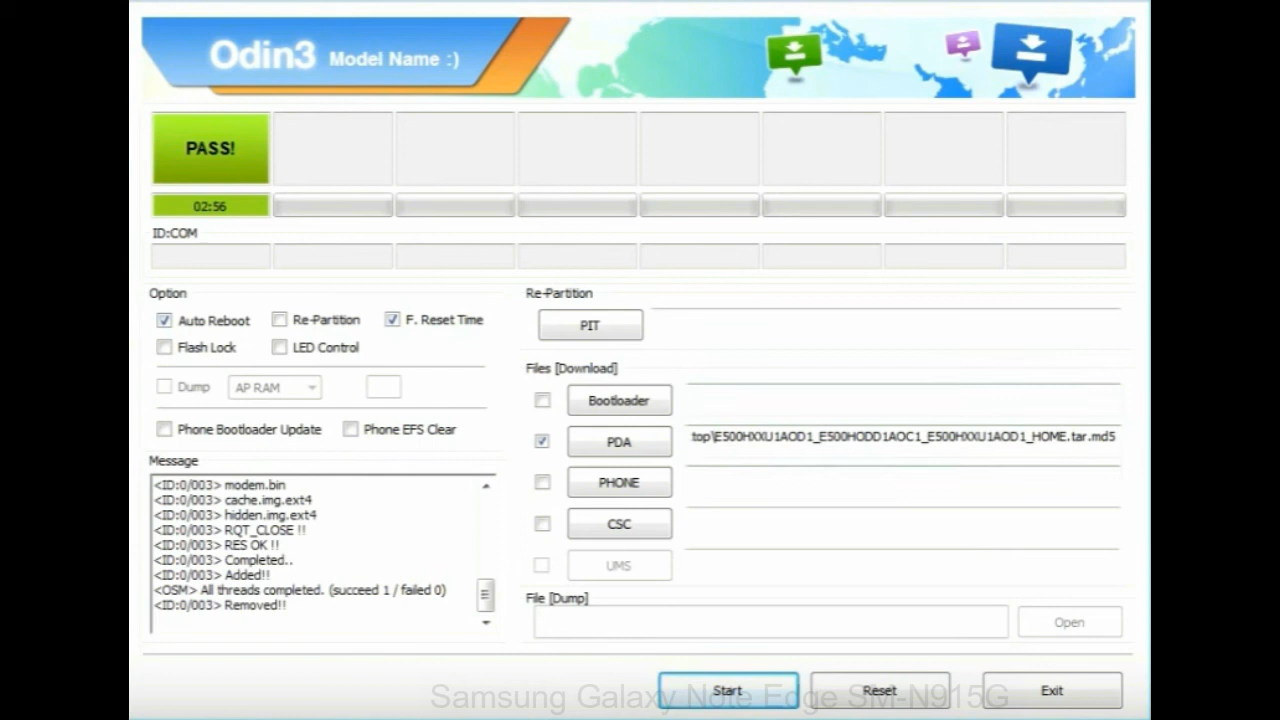 Odin3 Model Name :)
PASS!
02:56
ID:COM
Option
Auto Reboot Re-Partition F. Reset Time
Flash Lock LED Control
Dump AP RAM
Phone Bootloader Update Phone EFS Clear
Message
<ID:0/003> modem.bin
<ID:0/003> cache.img.ext4
<ID:0/003> hidden.img.ext4
<ID:0/003> RQT_CLOSE !!
<ID:0/003> RES OK !!
<ID:0/003> Completed..
<ID:0/003> Added!!
<OSM> All threads completed. (succeed 1 / failed 0)
<ID:0/003> Removed!!
Re-Partition
PIT
Files [Download]
Bootloader
PDA top\E500HXXU1AOD1_E500HODD1AOC1_E500HXXU1AOD1_HOME.tar.md5
PHONE
CSC
UMS
File [Dump]
Open
Start Reset Exit
Samsung Galaxy Note Edge SM-N915G